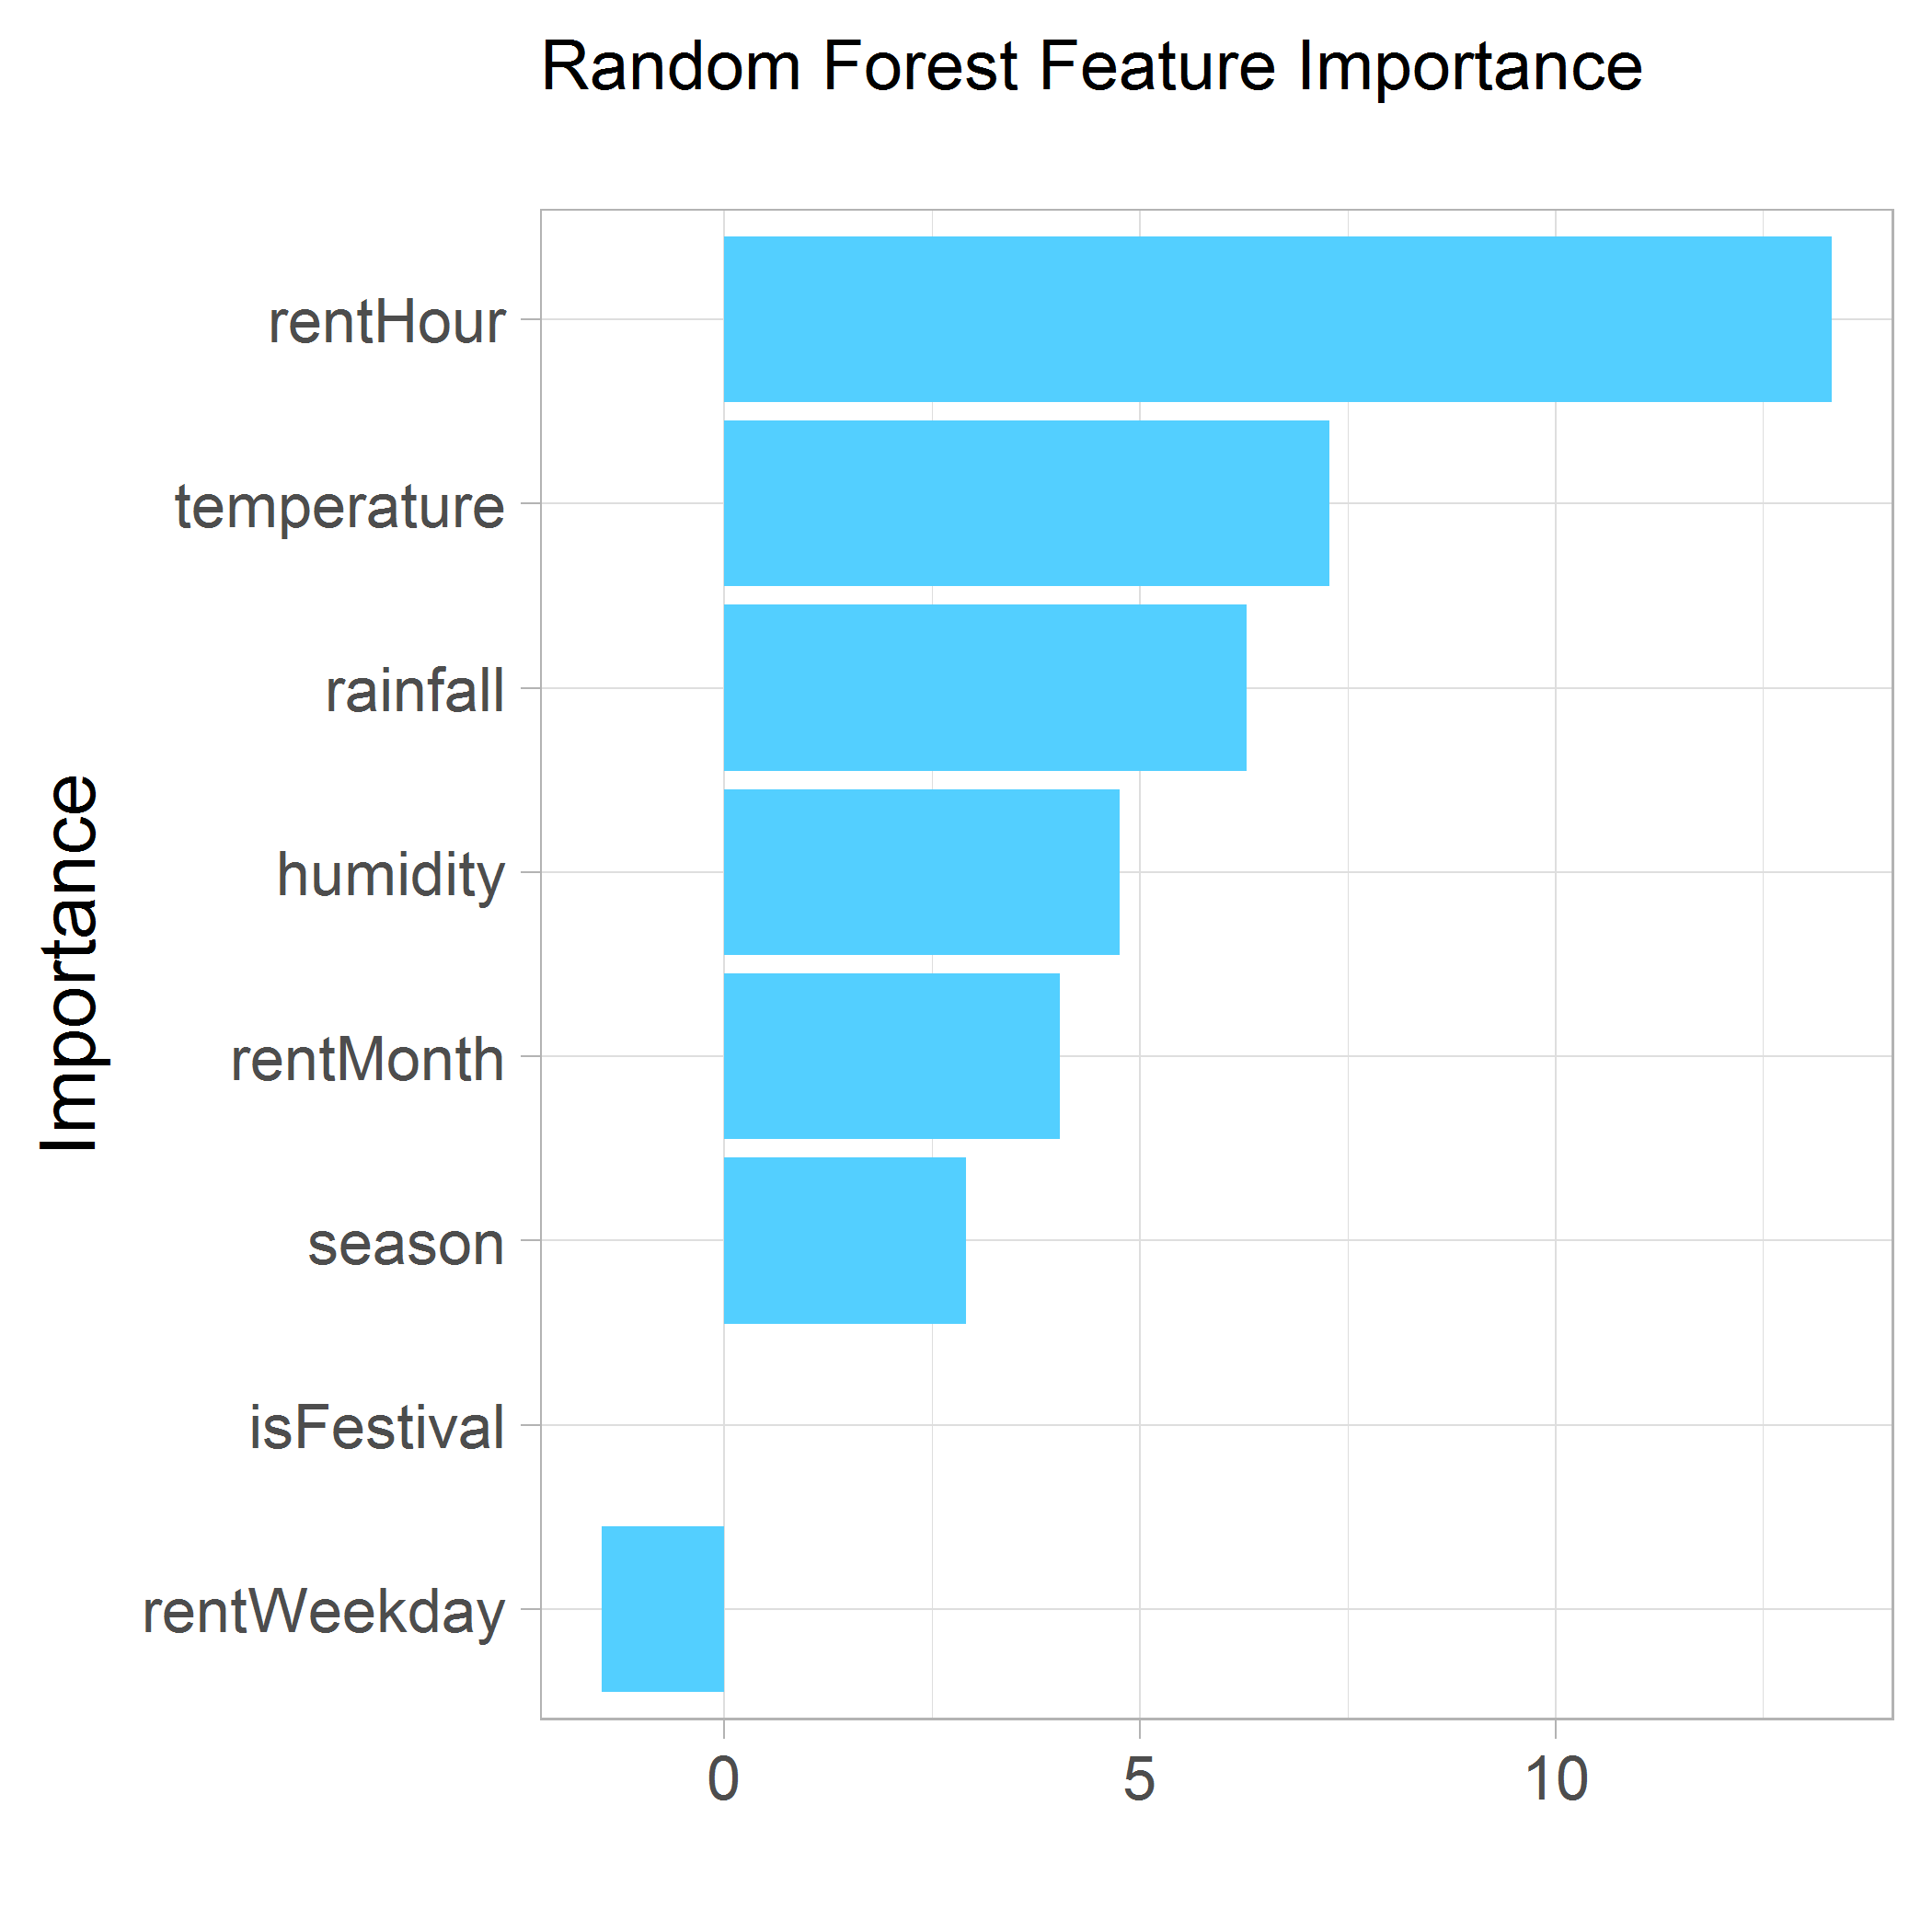 Random Forest Feature Importance
Importance
rentHour
temperature
rainfall
humidity
rentMonth
season
isFestival
rentWeekday
0 5 10